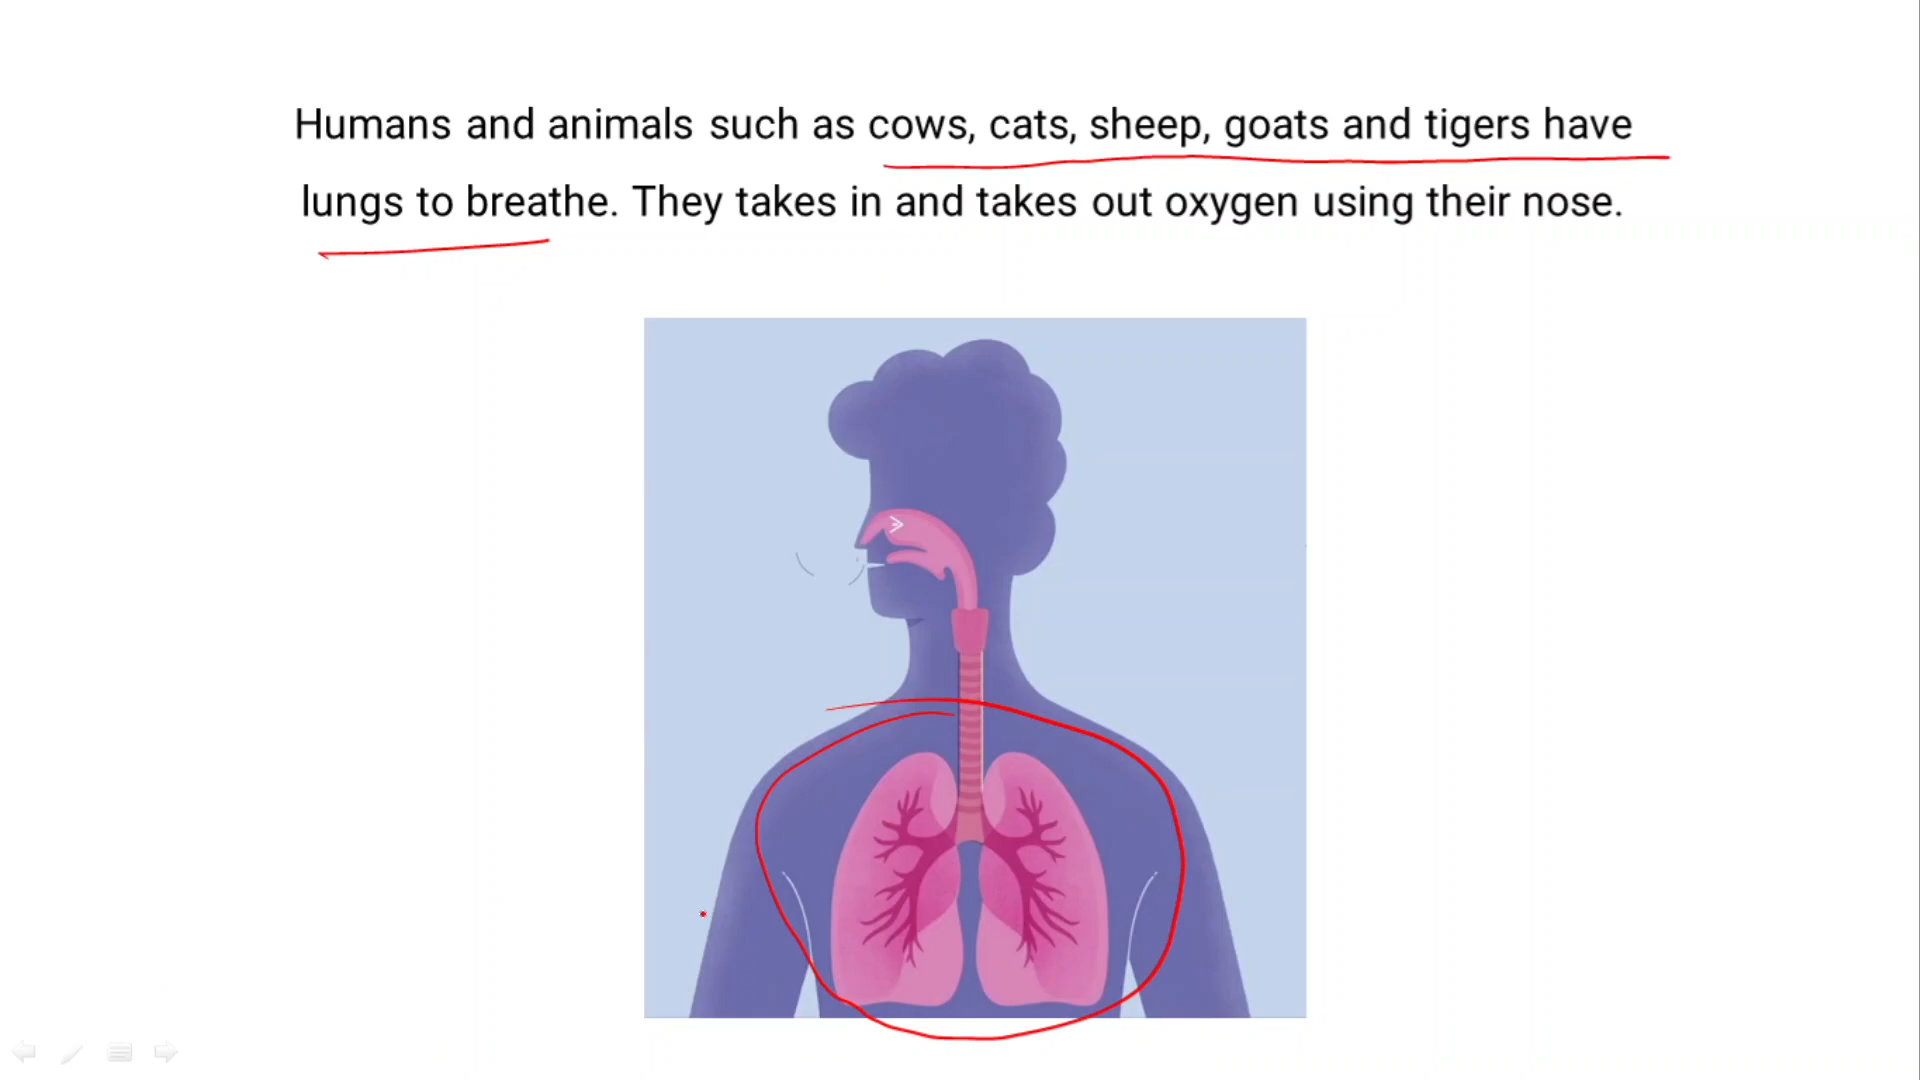 Humans and animals such as cows, cats, sheep, goats and tigers have
lungs to breathe. They takes in and takes out oxygen using their nose.